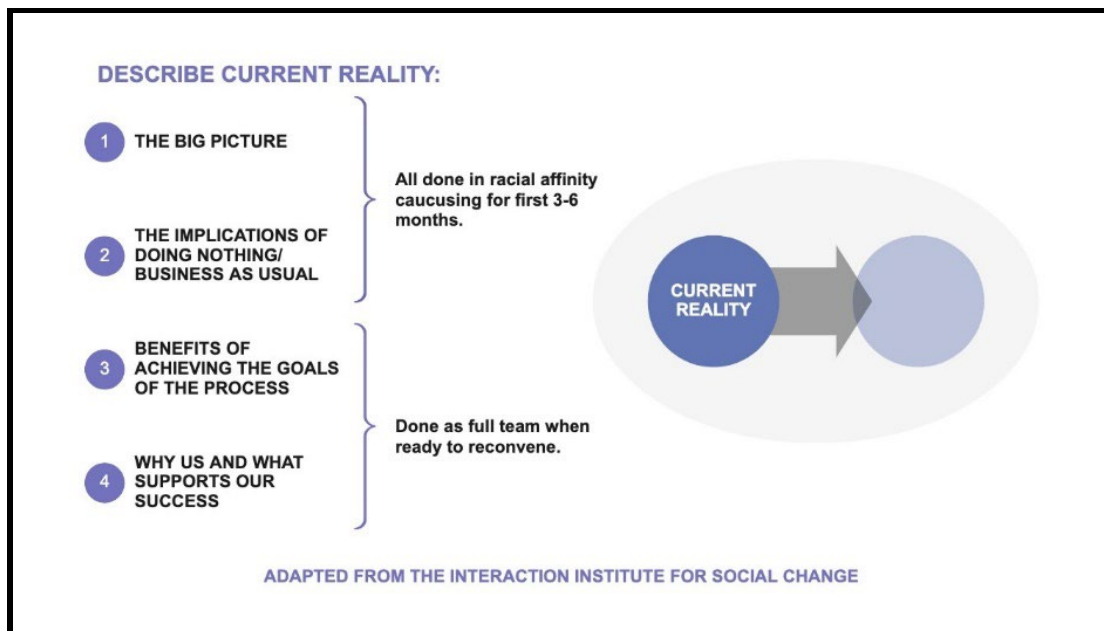 DESCRIBE CURRENT REALITY:
1
THE BIG PICTURE
2
THE IMPLICATIONS OF
DOING NOTHING/
BUSINESS AS USUAL
All done in racial affinity
caucusing for first 3-6
months.
3
BENEFITS OF
ACHIEVING THE GOALS
OF THE PROCESS
4
WHY US AND WHAT
SUPPORTS OUR
SUCCESS
Done as full team when
ready to reconvene.
CURRENT
REALITY
ADAPTED FROM THE INTERACTION INSTITUTE FOR SOCIAL CHANGE